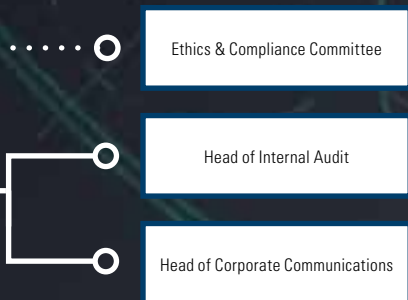 Ethics & Compliance Committee
Head of Internal Audit
Head of Corporate Communications